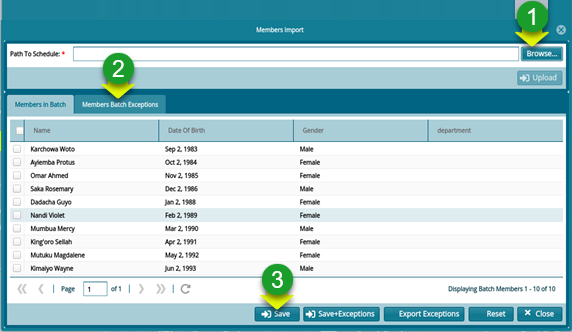 1
Members Import
Path To Schedule: * Browse...
2
Upload
Members In Batch Members Batch Exceptions
Name Date Of Birth Gender department
Karchowa Woto Sep 2, 1983 Male
Ayiemba Protus Oct 2, 1984 Female
Omar Ahmed Nov 2, 1985 Female
Saka Rosemary Dec 2, 1986 Male
Dadacha Guyo Jan 2, 1988 Female
Nandi Violet Feb 2, 1989 Female
Mumbua Mercy Mar 2, 1990 Male
King'oro Sellah Apr 2, 1991 Female
Mutuku Magdalene May 2, 1992 Female
Kimaiyo Wayne Jun 2, 1993 Male
3
Page 1 of 1 Displaying Batch Members 1 - 10 of 10
Save Save+Exceptions Export Exceptions Reset Close